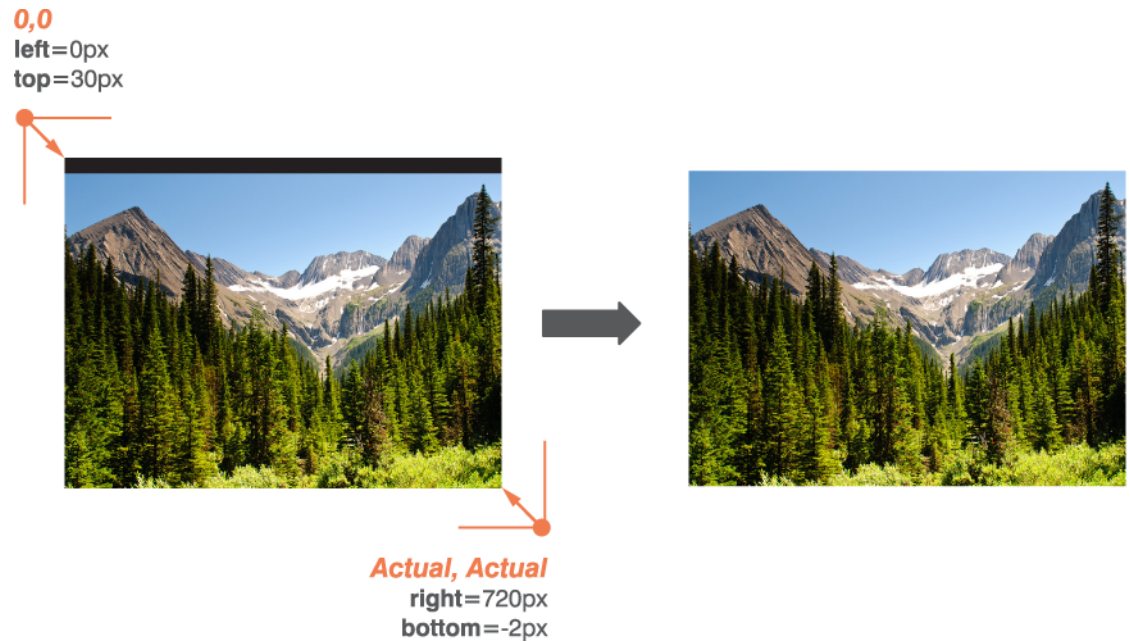 0,0
left=0px
top=30px
Actual, Actual
right=720px
bottom=-2px